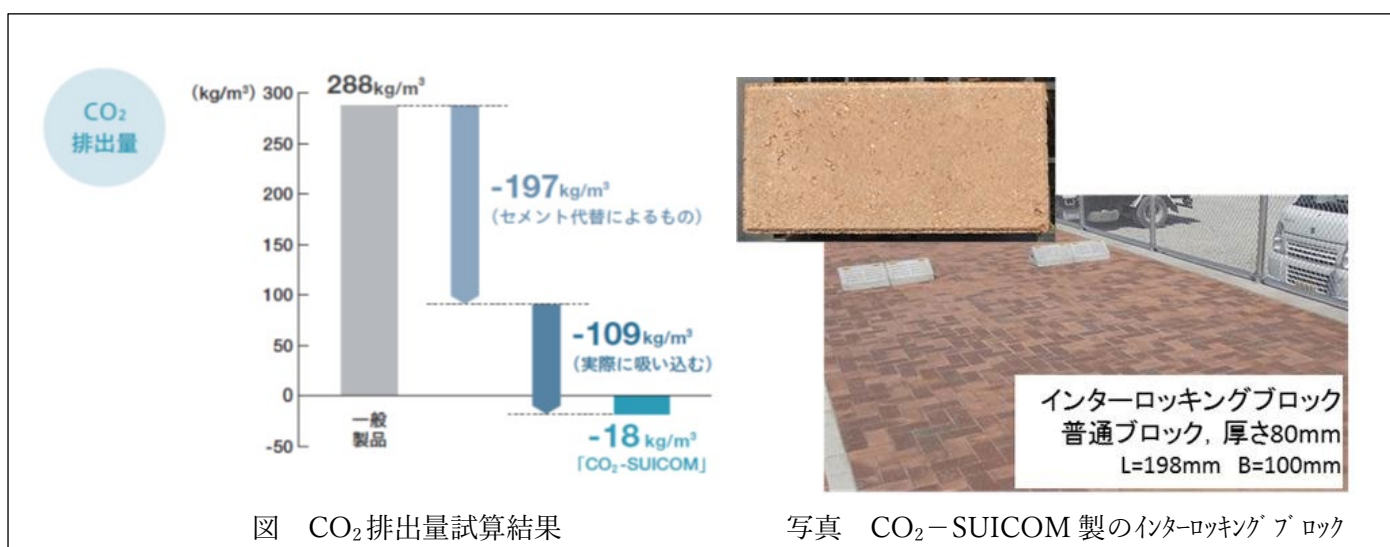 CO₂
排出量
(kg/m³) 300
250
200
150
100
50
0
-50
288kg/m³
-197kg/m³
(セメント代替によるもの)
-109kg/m³
(実際に吸い込む)
一般
製品
-18 kg/m³
「CO₂-SUICOM」
図 CO₂排出量試算結果
インターロッキングブロック
普通ブロック, 厚さ80mm
L=198mm B=100mm
写真 CO₂-SUICOM 製のインターロッキングブロック